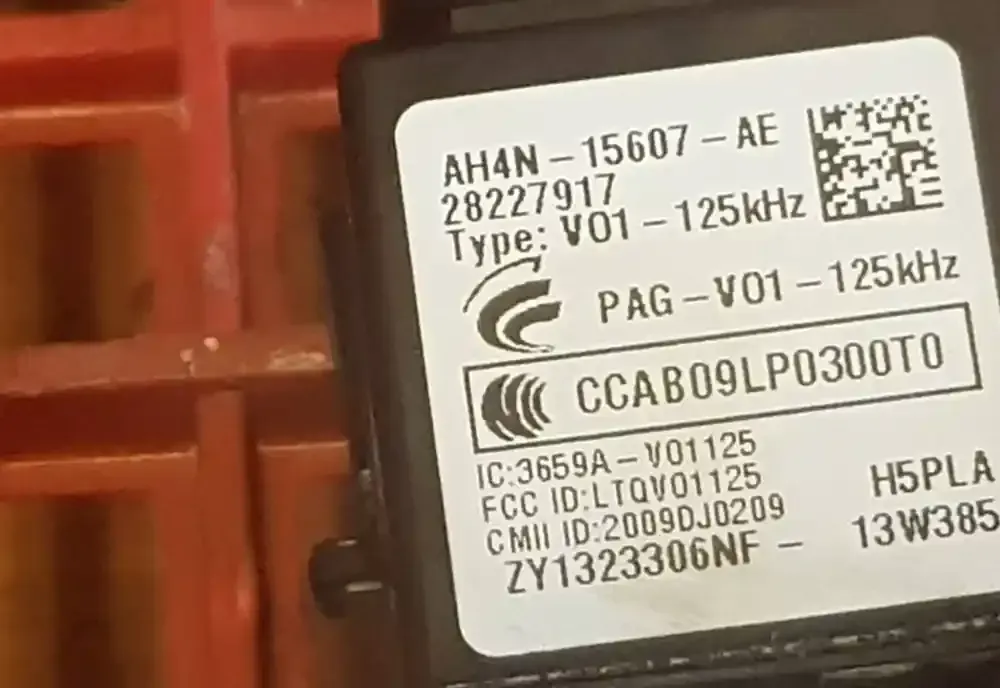 AH4N-15607-AE
28227917
Type: V01-125kHz
PAG-V01-125kHz
CCAB09LP0300T0
IC:3659A-V01125
FCC ID:LTQV01125
CMII ID:2009DJ0209
H5PLA
ZY1323306NF-
13W385